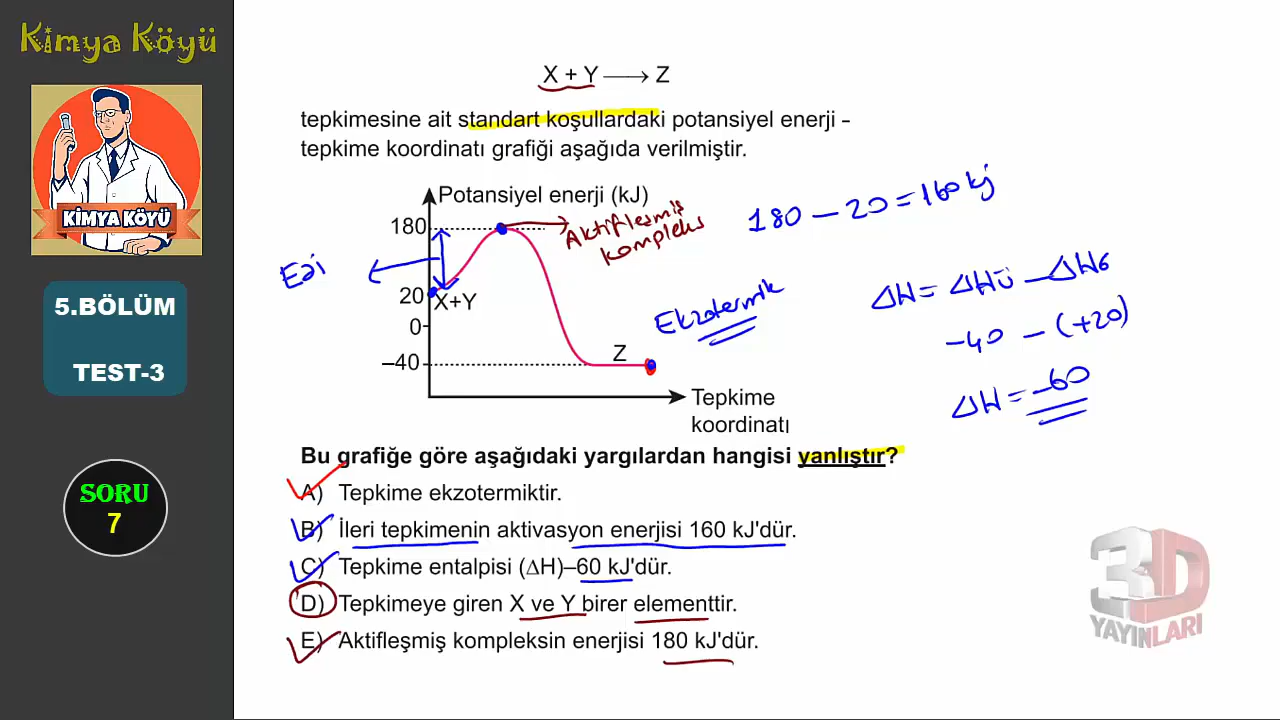 Kimya Köyü
KİMYA KÖYÜ
5.BÖLÜM
TEST-3
SORU
7
X + Y ⟶ Z
tepkimesine ait standart koşullardaki potansiyel enerji -
tepkime koordinatı grafiği aşağıda verilmiştir.
Potansiyel enerji (kJ)
180
Aktifleşmiş
kompleks
Eai
20
X+Y
0
–40
Z
Ekzotermik
Tepkime
koordinatı
180 – 20 = 160 kj
ΔH = ΔHü – ΔHG
–40 – (+20)
ΔH = –60
Bu grafiğe göre aşağıdaki yargılardan hangisi yanlıştır?
A) Tepkime ekzotermiktir.
B) İleri tepkimenin aktivasyon enerjisi 160 kJ'dür.
C) Tepkime entalpisi (ΔH)–60 kJ'dür.
D) Tepkimeye giren X ve Y birer elementtir.
E) Aktifleşmiş kompleksin enerjisi 180 kJ'dür.
3D
YAYINLARI